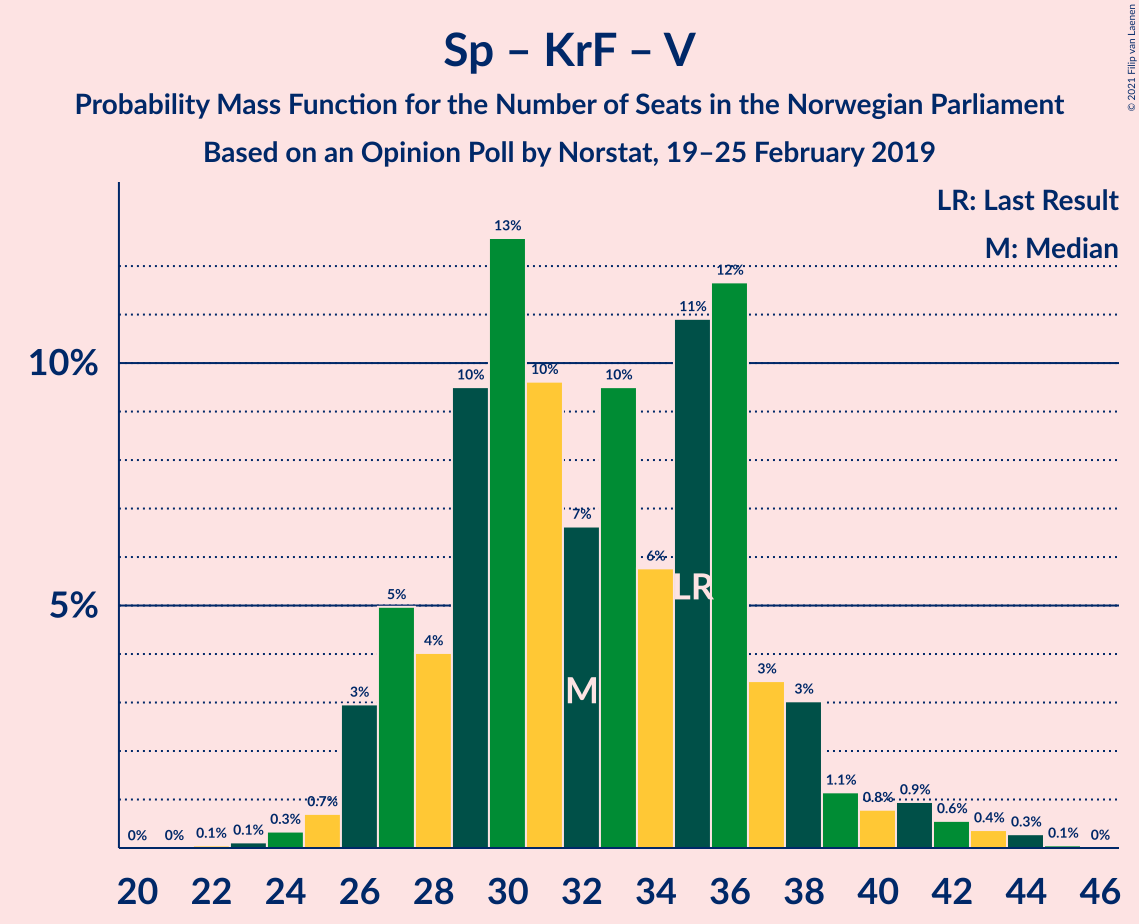 Sp – KrF – V
Probability Mass Function for the Number of Seats in the Norwegian Parliament
Based on an Opinion Poll by Norstat, 19–25 February 2019
© 2021 Filip van Laenen
LR: Last Result
M: Median
10%
5%
0% 0% 0.1% 0.1% 0.3% 0.7% 3% 5% 4% 10% 13% 10% 7% 10% 6% 11% 12% 3% 3% 1.1% 0.8% 0.9% 0.6% 0.4% 0.3% 0.1% 0%
LR
M
20 22 24 26 28 30 32 34 36 38 40 42 44 46